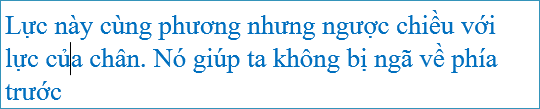 Lực này cùng phương nhưng ngược chiều với
lực của chân. Nó giúp ta không bị ngã về phía
trước